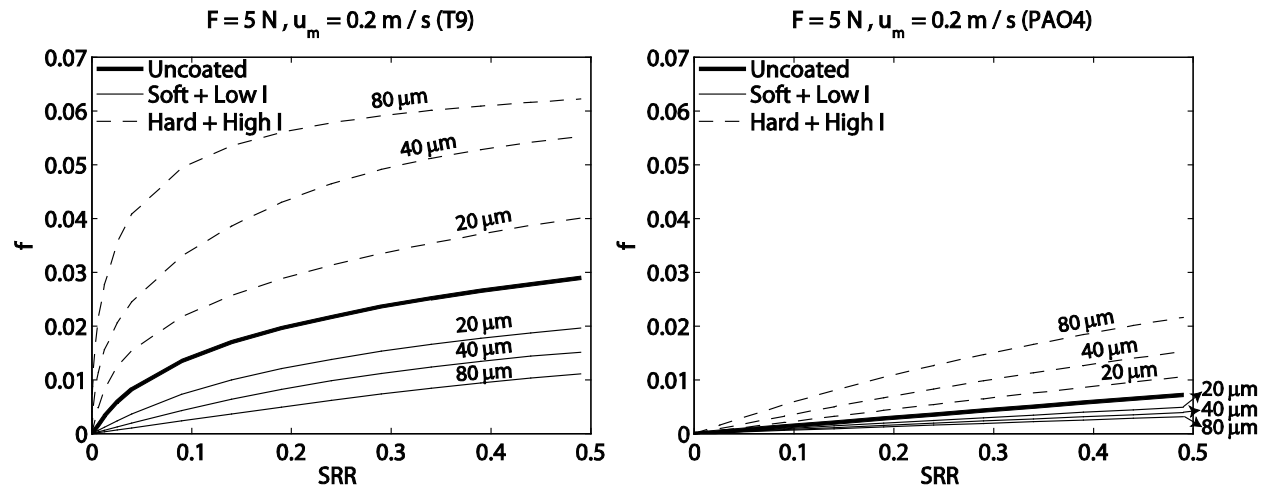 F = 5 N , u_m = 0.2 m / s (T9)
0.07
0.06
0.05
0.04
0.03
0.02
0.01
0
f
Uncoated
Soft + Low I
Hard + High I
80 μm
40 μm
20 μm
20 μm
40 μm
80 μm
0 0.1 0.2 0.3 0.4 0.5
SRR
F = 5 N , u_m = 0.2 m / s (PAO4)
0.07
0.06
0.05
0.04
0.03
0.02
0.01
0
f
Uncoated
Soft + Low I
Hard + High I
80 μm
40 μm
20 μm
20 μm
40 μm
80 μm
0 0.1 0.2 0.3 0.4 0.5
SRR